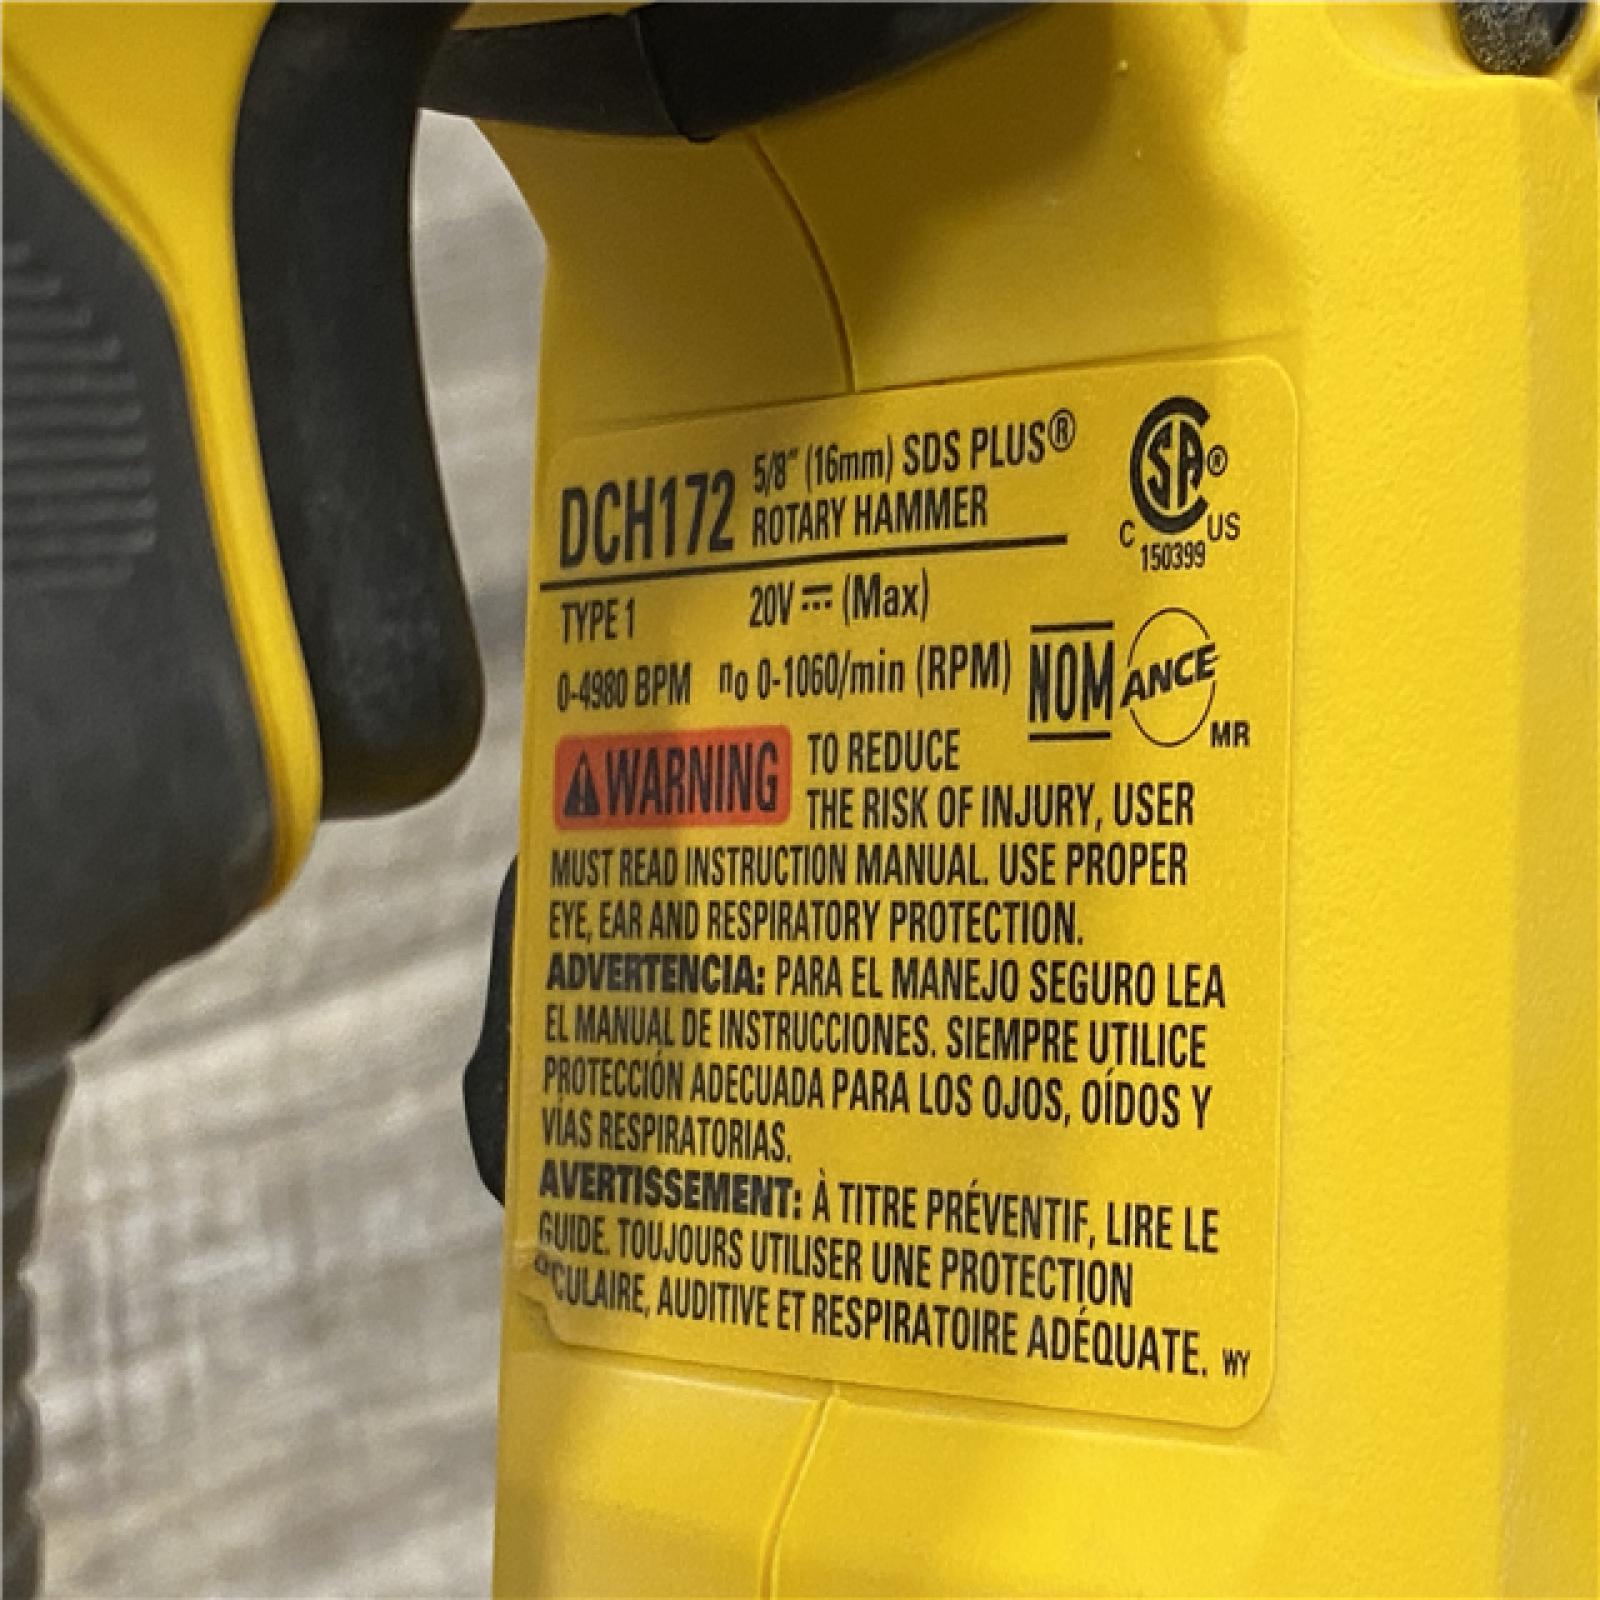 DCH172 5/8" (16mm) SDS PLUS®
ROTARY HAMMER
CSA®
C US
150399
TYPE 1 20V ⎓ (Max)
0-4980 BPM n₀ 0-1060/min (RPM)
NOM ANCE
MR
⚠WARNING TO REDUCE
THE RISK OF INJURY, USER
MUST READ INSTRUCTION MANUAL. USE PROPER
EYE, EAR AND RESPIRATORY PROTECTION.
ADVERTENCIA: PARA EL MANEJO SEGURO LEA
EL MANUAL DE INSTRUCCIONES. SIEMPRE UTILICE
PROTECCIÓN ADECUADA PARA LOS OJOS, OÍDOS Y
VÍAS RESPIRATORIAS.
AVERTISSEMENT: À TITRE PRÉVENTIF, LIRE LE
GUIDE. TOUJOURS UTILISER UNE PROTECTION
OCULAIRE, AUDITIVE ET RESPIRATOIRE ADÉQUATE. WY